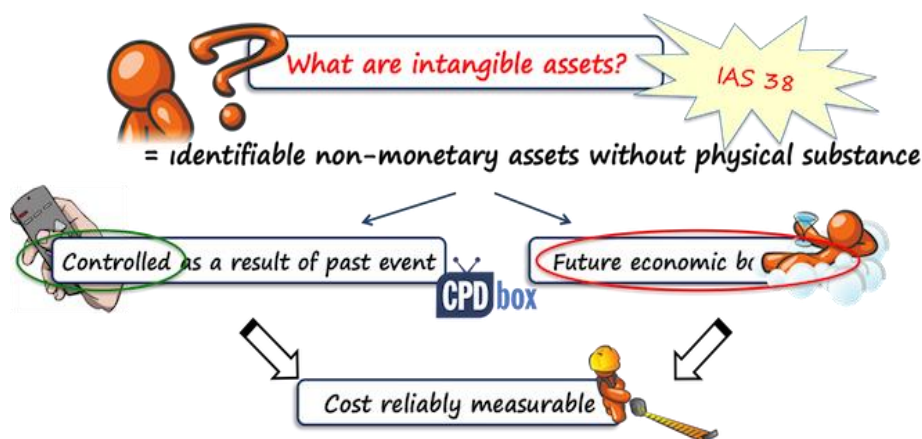 What are intangible assets?
IAS 38
= identifiable non-monetary assets without physical substance
Controlled as a result of past event
Future economic
CPD box
Cost reliably measurable